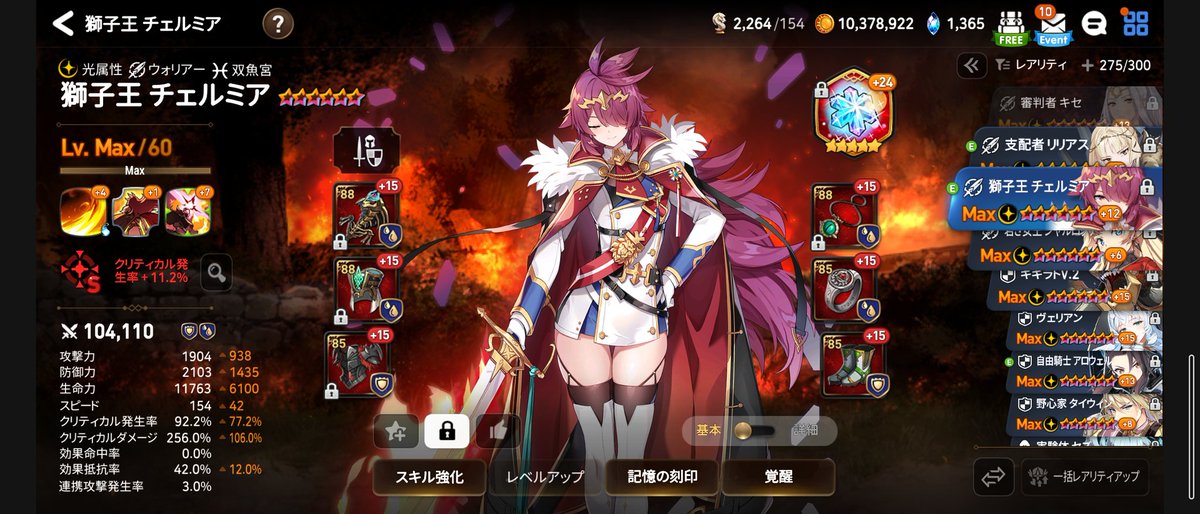 獅子王 チェルミア
?
2,264/154
10,378,922
1,365
FREE
10
Event
光属性 ウォリアー 双魚宮
獅子王 チェルミア
Lv. Max/60
Max
+4
+1
+7
クリティカル発
生率+11.2%
S
104,110
攻撃力 1904 938
防御力 2103 1435
生命力 11763 6100
スピード 154 42
クリティカル発生率 92.2% 77.2%
クリティカルダメージ 256.0% 106.0%
効果命中率 0.0%
効果抵抗率 42.0% 12.0%
連携攻撃発生率 3.0%
88 +15
88 +15
85 +15
+24
88 +15
85 +15
85 +15
基本
詳細
スキル強化
レベルアップ
記憶の刻印
覚醒
レアリティ
275/300
審判者 キセ
Max +13
E 支配者 リリアス
E 獅子王 チェルミア
Max +12
Max +6
キキラトV.2
Max +15
ヴェリアン
Max +15
E 自由騎士 アロウェル
Max +13
野心家 タイウィ
Max +8
一括レアリティアップ